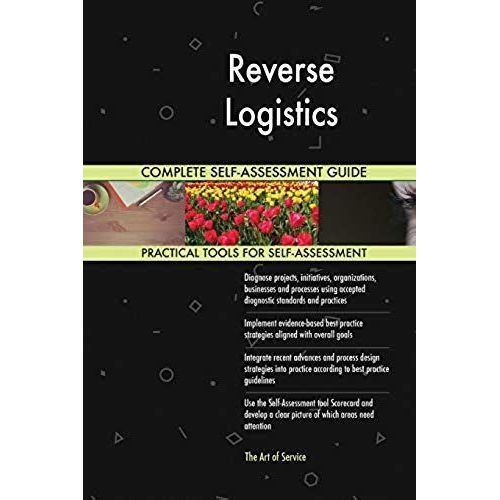 Reverse
Logistics
COMPLETE SELF-ASSESSMENT GUIDE
PRACTICAL TOOLS FOR SELF-ASSESSMENT
Diagnose projects, initiatives, organizations,
businesses and processes using accepted
diagnostic standards and practices
Implement evidence-based best practice
strategies aligned with overall goals
Integrate recent advances and process design
strategies into practice according to best practice
guidelines
Use the Self-Assessment tool Scorecard and
develop a clear picture of which areas need
attention
The Art of Service